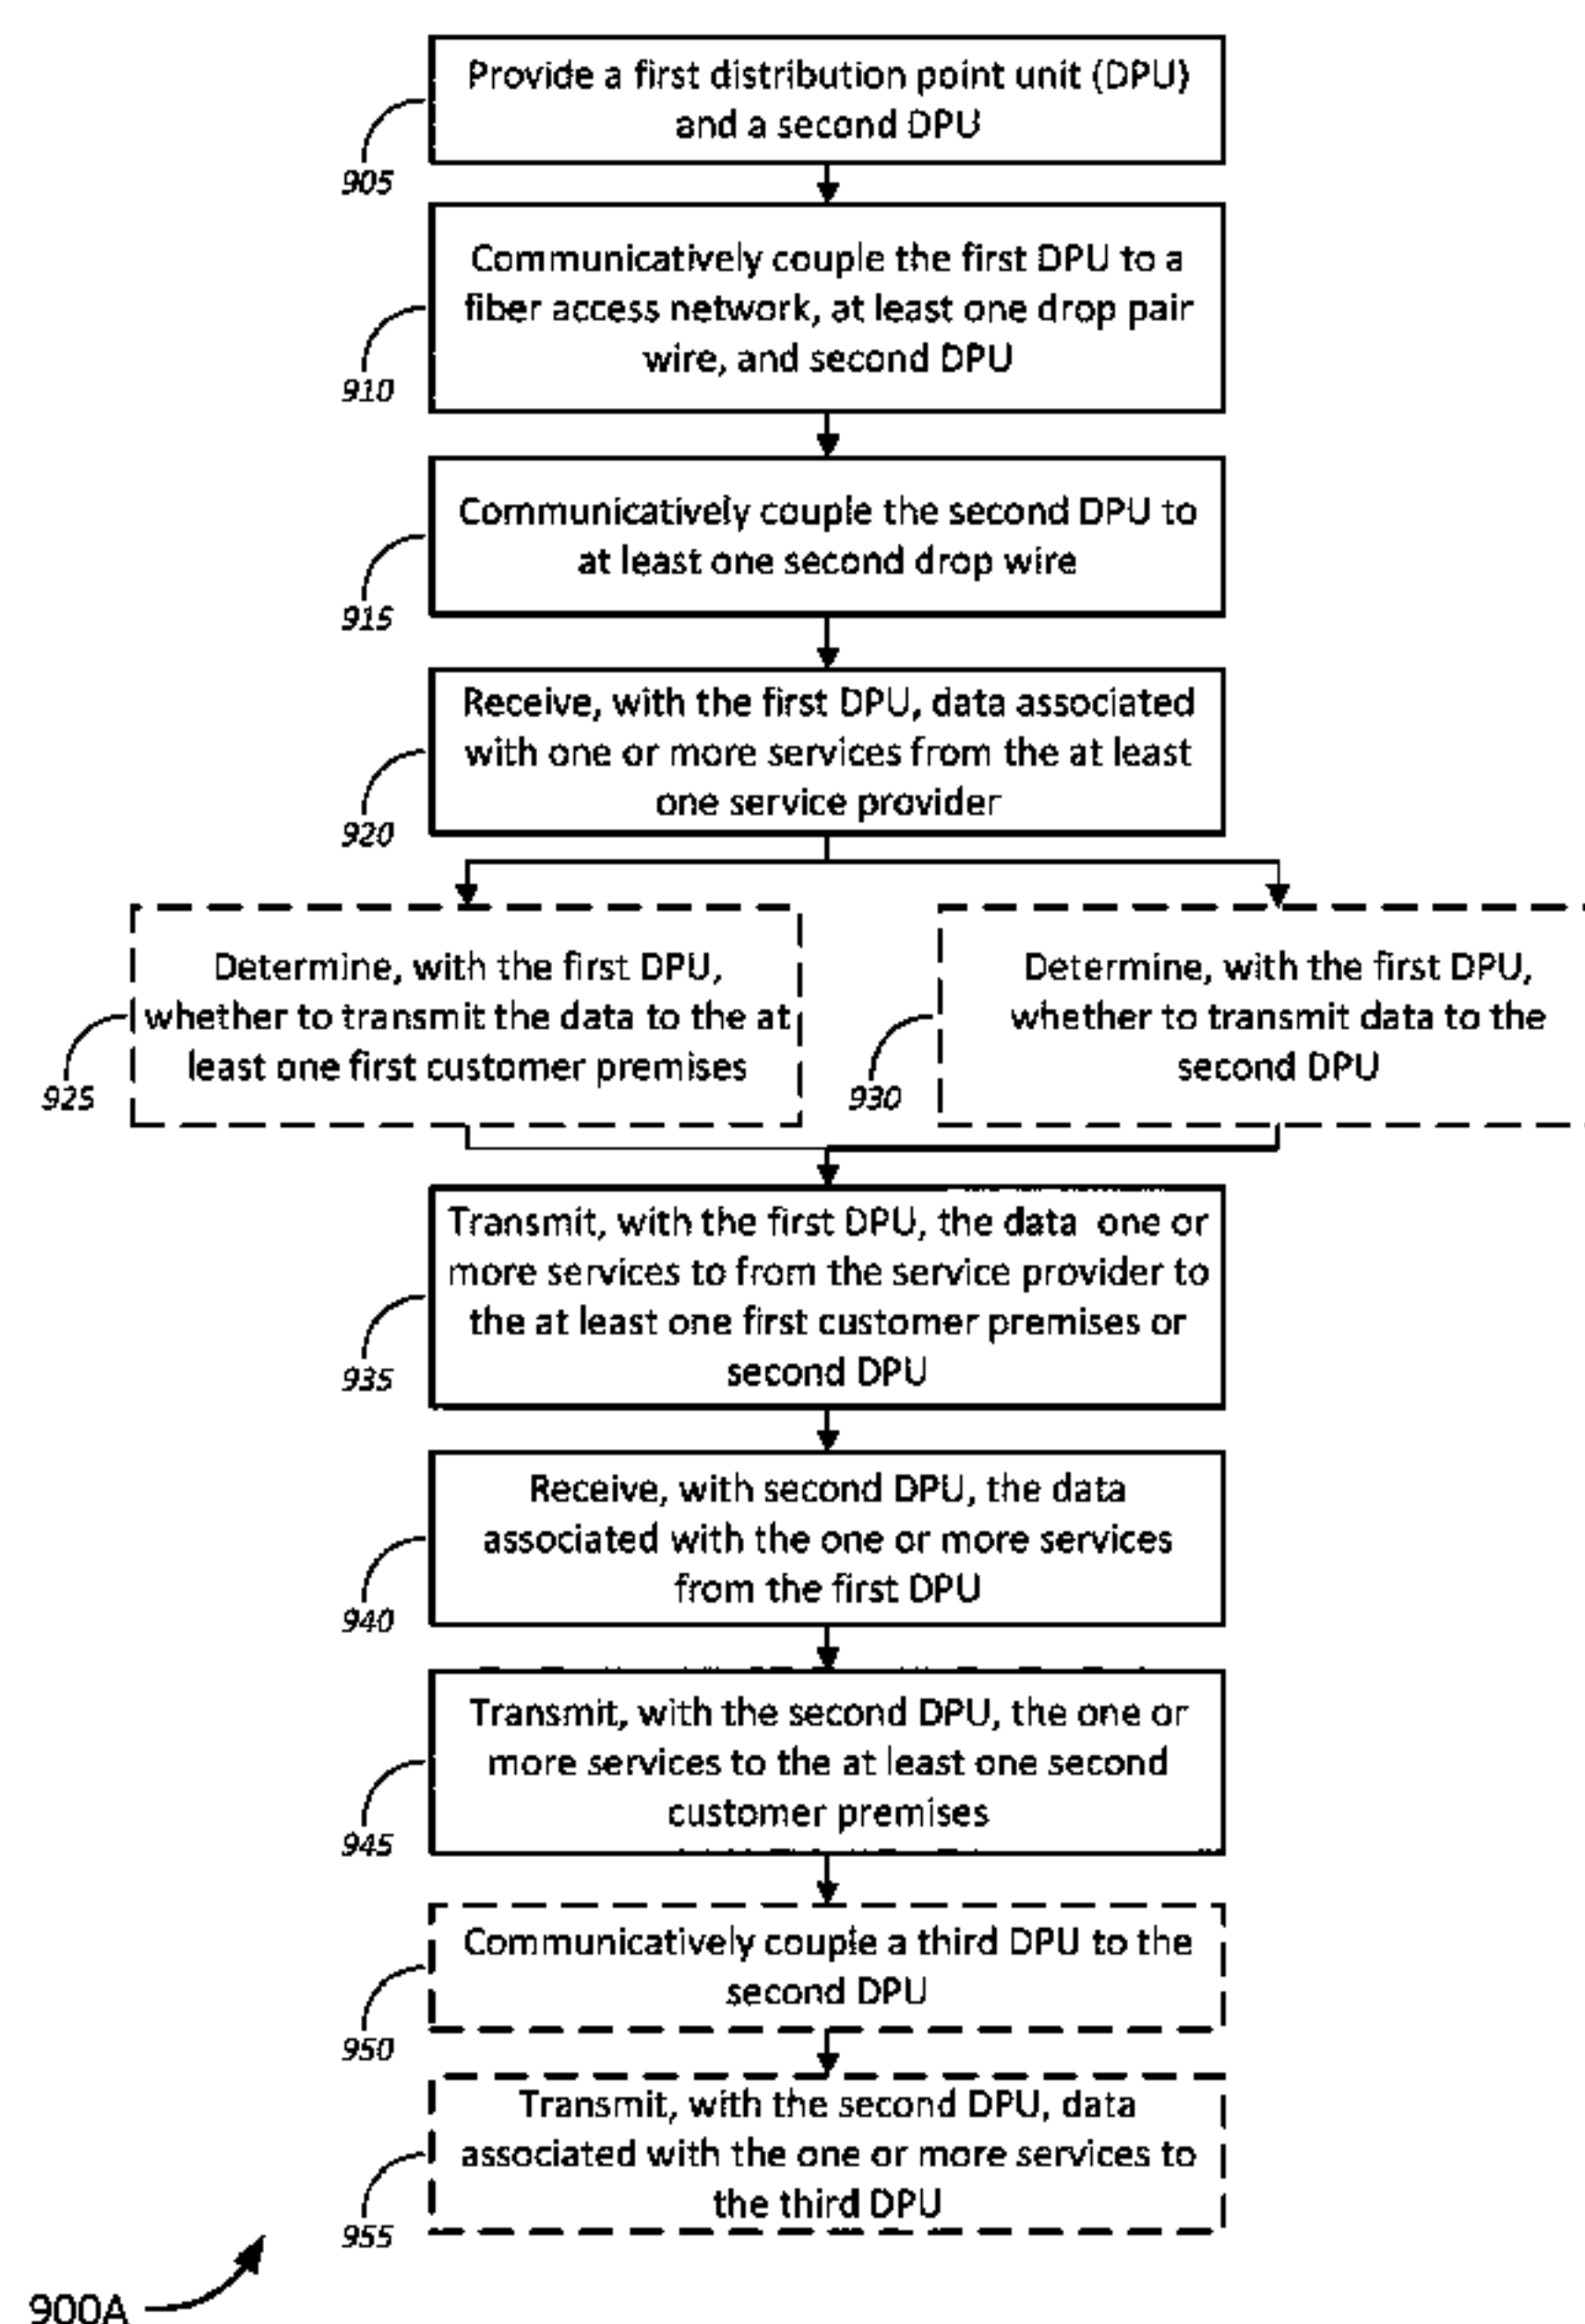 Provide a first distribution point unit (DPU)
and a second DPU
905
Communicatively couple the first DPU to a
fiber access network, at least one drop pair
wire, and second DPU
910
Communicatively couple the second DPU to
at least one second drop wire
915
Receive, with the first DPU, data associated
with one or more services from the at least
one service provider
920
Determine, with the first DPU,
whether to transmit the data to the at
least one first customer premises
925
Determine, with the first DPU,
whether to transmit data to the
second DPU
930
Transmit, with the first DPU, the data one or
more services to from the service provider to
the at least one first customer premises or
second DPU
935
Receive, with second DPU, the data
associated with the one or more services
from the first DPU
940
Transmit, with the second DPU, the one or
more services to the at least one second
customer premises
945
Communicatively couple a third DPU to the
second DPU
950
Transmit, with the second DPU, data
associated with the one or more services to
the third DPU
955
900A